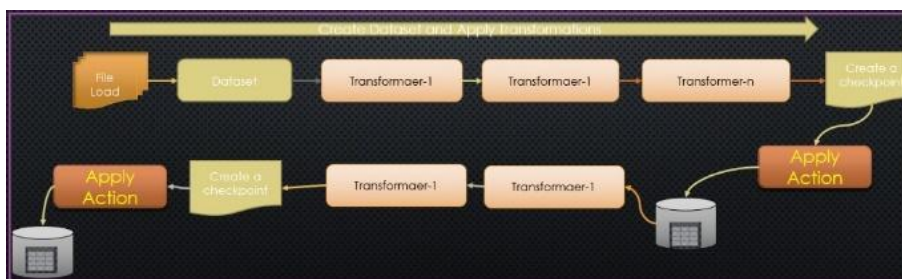 Create Dataset and Apply Transformations
File
Load
Dataset
Transformaer-1
Transformaer-1
Transformer-n
Create a
checkpoint
Apply
Action
Apply
Action
Create a
checkpoint
Transformaer-1
Transformaer-1